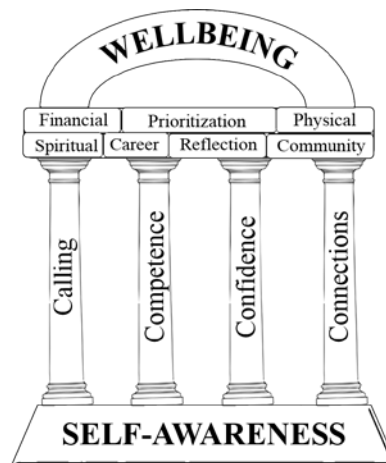 WELLBEING
Financial Prioritization Physical
Spiritual Career Reflection Community
Calling
Competence
Confidence
Connections
SELF-AWARENESS